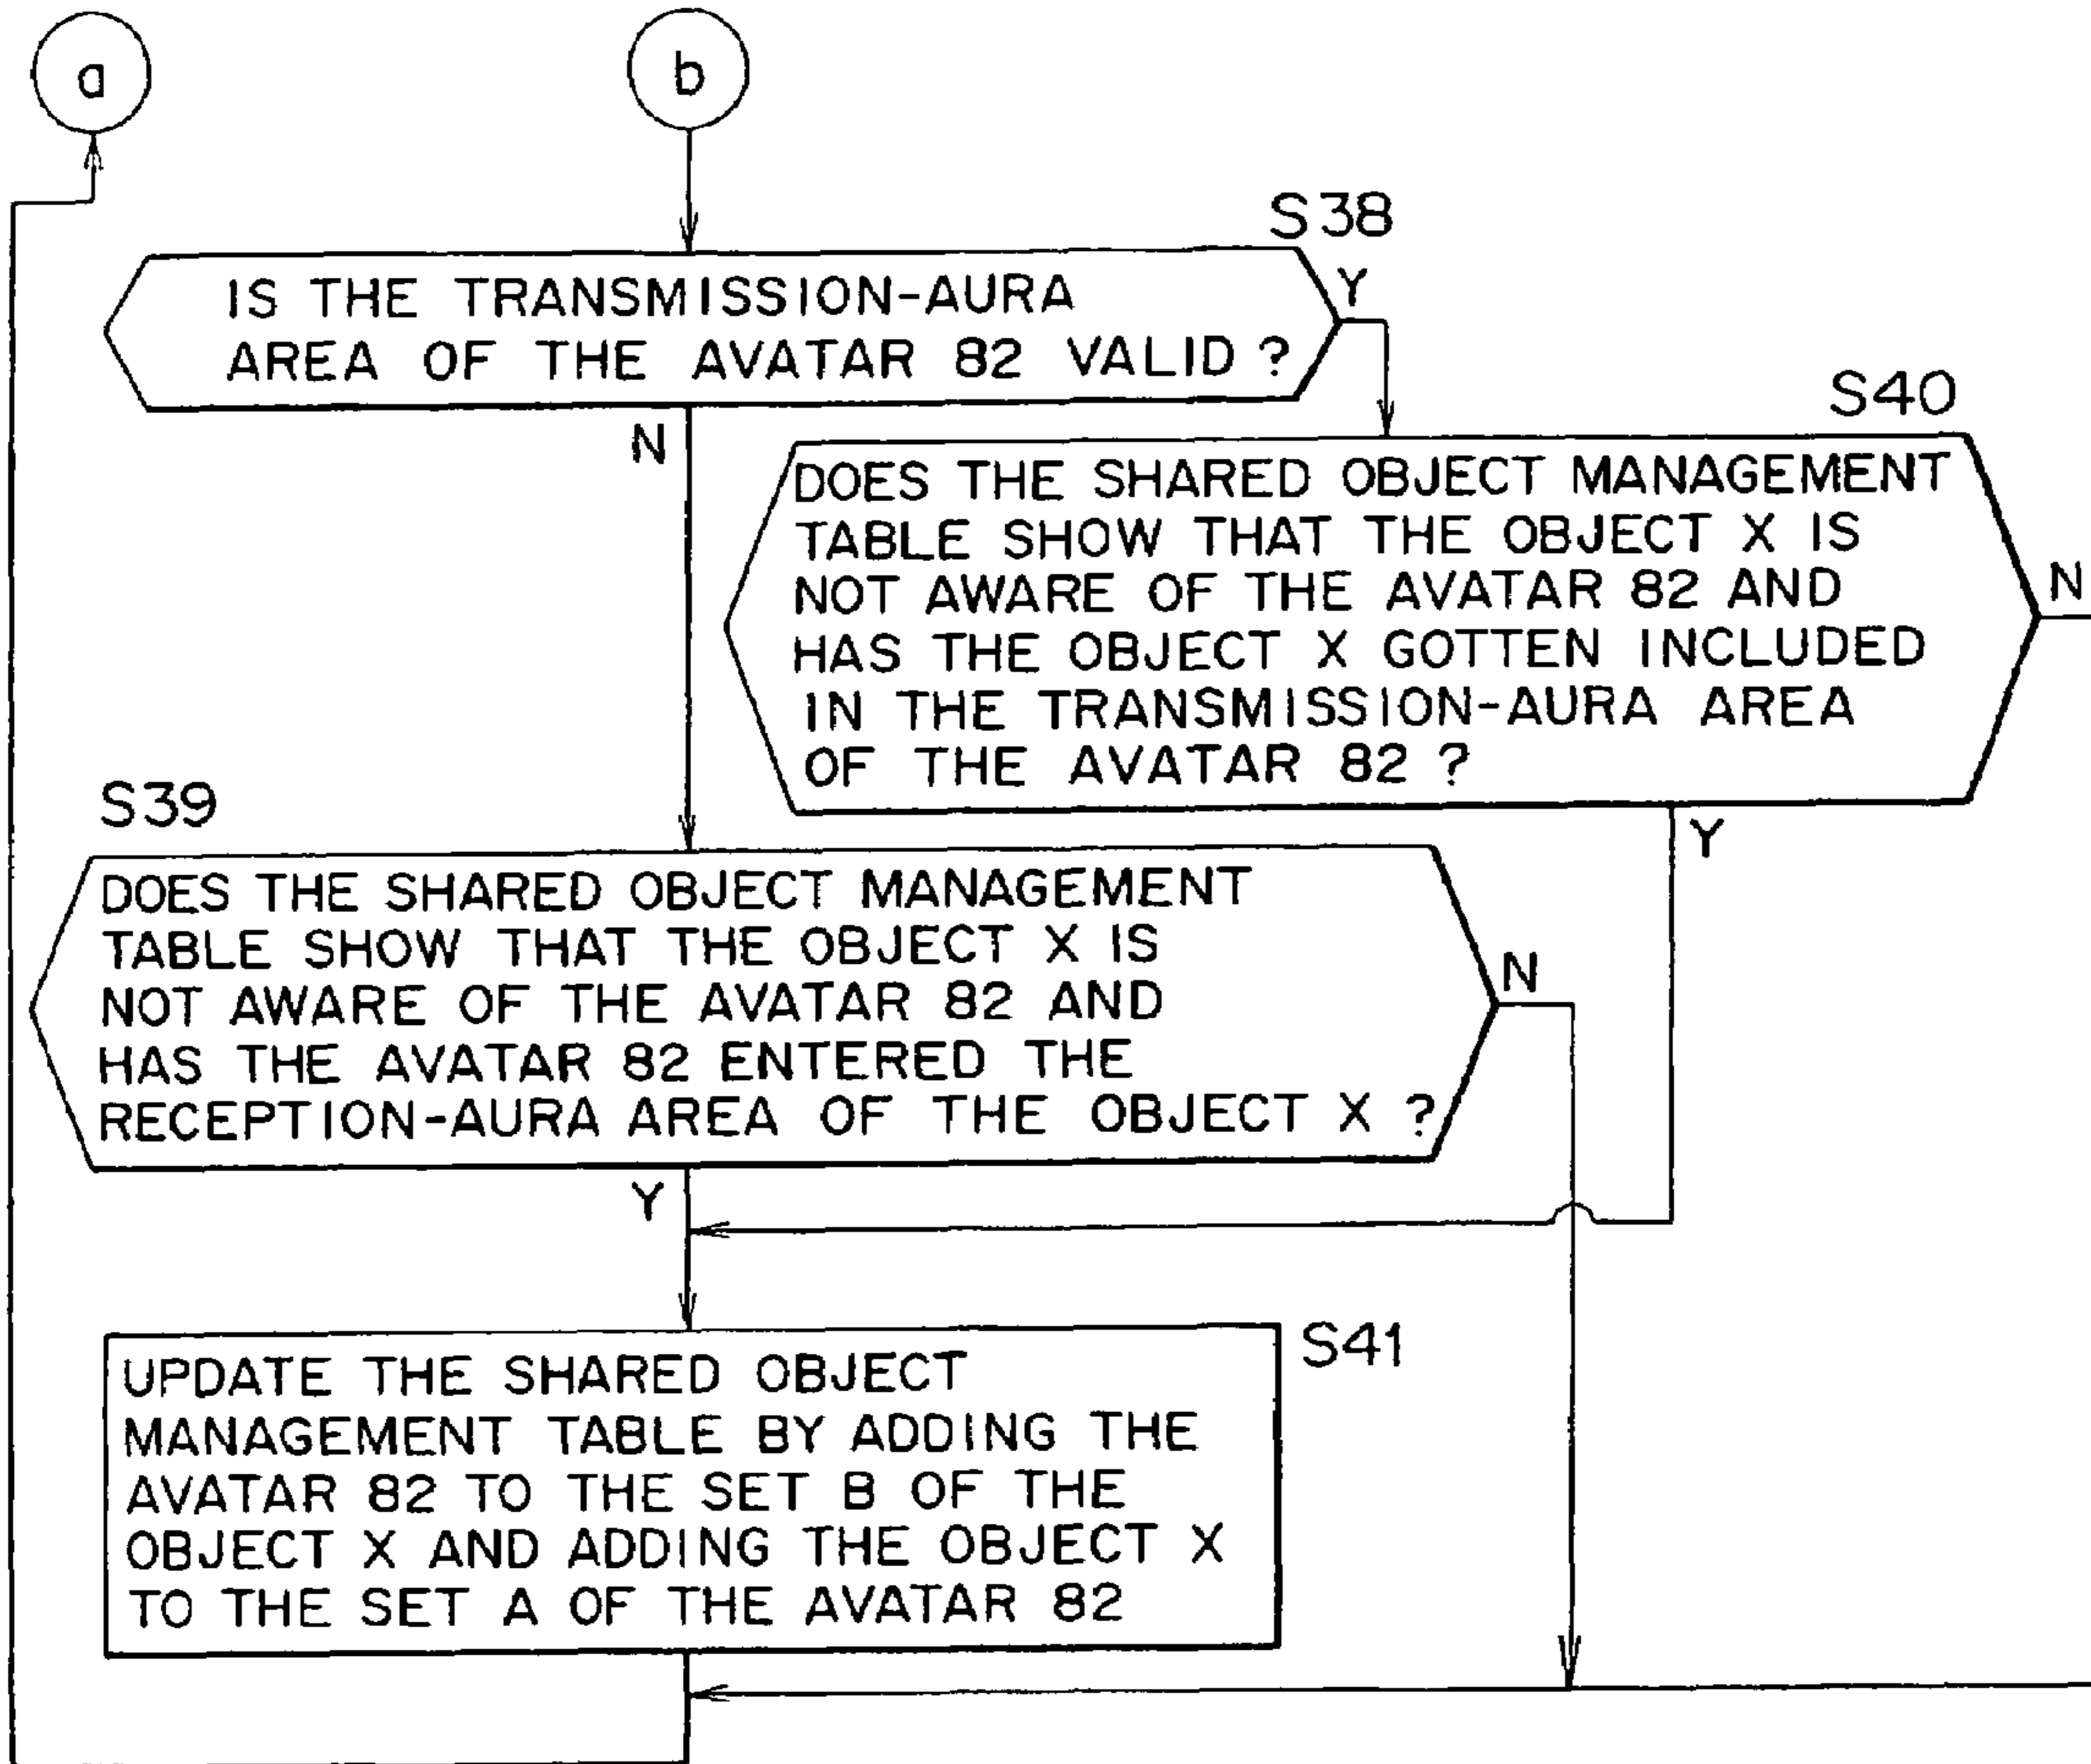 a
b
S38
IS THE TRANSMISSION-AURA
AREA OF THE AVATAR 82 VALID ?
Y
N
S40
DOES THE SHARED OBJECT MANAGEMENT
TABLE SHOW THAT THE OBJECT X IS
NOT AWARE OF THE AVATAR 82 AND
HAS THE OBJECT X GOTTEN INCLUDED
IN THE TRANSMISSION-AURA AREA
OF THE AVATAR 82 ?
N
Y
S39
DOES THE SHARED OBJECT MANAGEMENT
TABLE SHOW THAT THE OBJECT X IS
NOT AWARE OF THE AVATAR 82 AND
HAS THE AVATAR 82 ENTERED THE
RECEPTION-AURA AREA OF THE OBJECT X ?
N
Y
S41
UPDATE THE SHARED OBJECT
MANAGEMENT TABLE BY ADDING THE
AVATAR 82 TO THE SET B OF THE
OBJECT X AND ADDING THE OBJECT X
TO THE SET A OF THE AVATAR 82